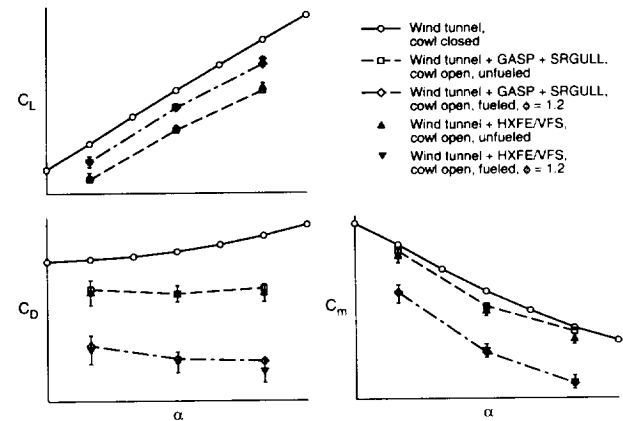 C_L
Wind tunnel,
cowl closed
Wind tunnel + GASP + SRGULL,
cowl open, unfueled
Wind tunnel + GASP + SRGULL,
cowl open, fueled, ϕ = 1.2
Wind tunnel + HXFE/VFS,
cowl open, unfueled
Wind tunnel + HXFE/VFS,
cowl open, fueled, ϕ = 1.2
C_D
α
C_m
α